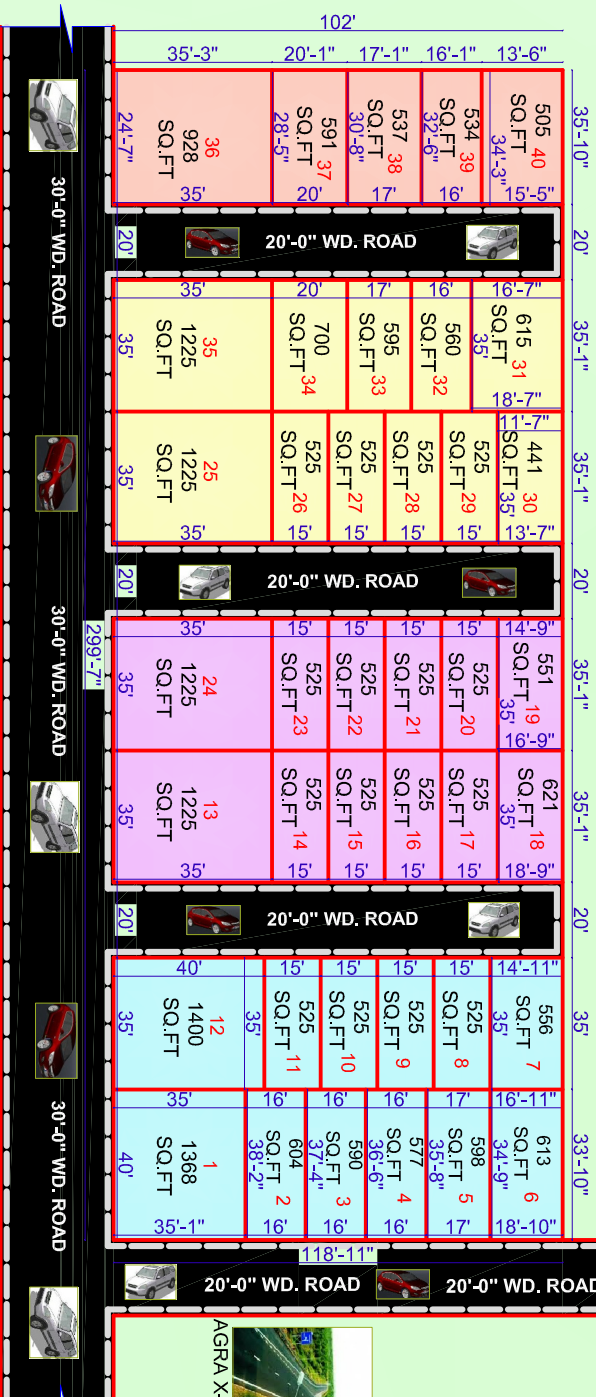 102'
35'-3" 20'-1" 17'-1" 16'-1" 13'-6"
36
928
SQ.FT
24'-7"
35'
591
SQ.FT 37
28'-5"
20'
537
SQ.FT 38
30'-8"
17'
534
SQ.FT 39
32'-6"
16'
505
SQ.FT 40
34'-3"
15'-5"
35'-10"
20'
20'-0" WD. ROAD
20'
30'-0" WD. ROAD
35' 20' 17' 16' 16'-7"
35
1225
SQ.FT
35'
700
SQ.FT 34
595
SQ.FT 33
560
SQ.FT 32
615
SQ.FT 31
35'
18'-7"
35'-1"
11'-7"
25
1225
SQ.FT
35'
525
SQ.FT 26
525
SQ.FT 27
525
SQ.FT 28
525
SQ.FT 29
441
SQ.FT 30
35'
35'-1"
35' 15' 15' 15' 15' 13'-7"
20'
20'-0" WD. ROAD
20'
30'-0" WD. ROAD
299'-7"
35' 15' 15' 15' 15' 14'-9"
24
1225
SQ.FT
35'
525
SQ.FT 23
525
SQ.FT 22
525
SQ.FT 21
525
SQ.FT 20
551
SQ.FT 19
35'
16'-9"
35'-1"
13
1225
SQ.FT
35'
525
SQ.FT 14
525
SQ.FT 15
525
SQ.FT 16
525
SQ.FT 17
621
SQ.FT 18
35'
35'-1"
35' 15' 15' 15' 15' 18'-9"
20'
20'-0" WD. ROAD
20'
40' 15' 15' 15' 15' 14'-11"
12
1400
SQ.FT
35'
35'
525
SQ.FT 11
525
SQ.FT 10
525
SQ.FT 9
525
SQ.FT 8
556
SQ.FT 7
35'
35'
30'-0" WD. ROAD
35' 16' 16' 16' 17' 16'-11"
1
1368
SQ.FT
40'
604
SQ.FT 2
38'-2"
590
SQ.FT 3
37'-4"
577
SQ.FT 4
36'-6"
598
SQ.FT 5
35'-8"
613
SQ.FT 6
34'-9"
33'-10"
35'-1" 16' 16' 16' 17' 18'-10"
118'-11"
20'-0" WD. ROAD 20'-0" WD. ROAD
AGRA X-